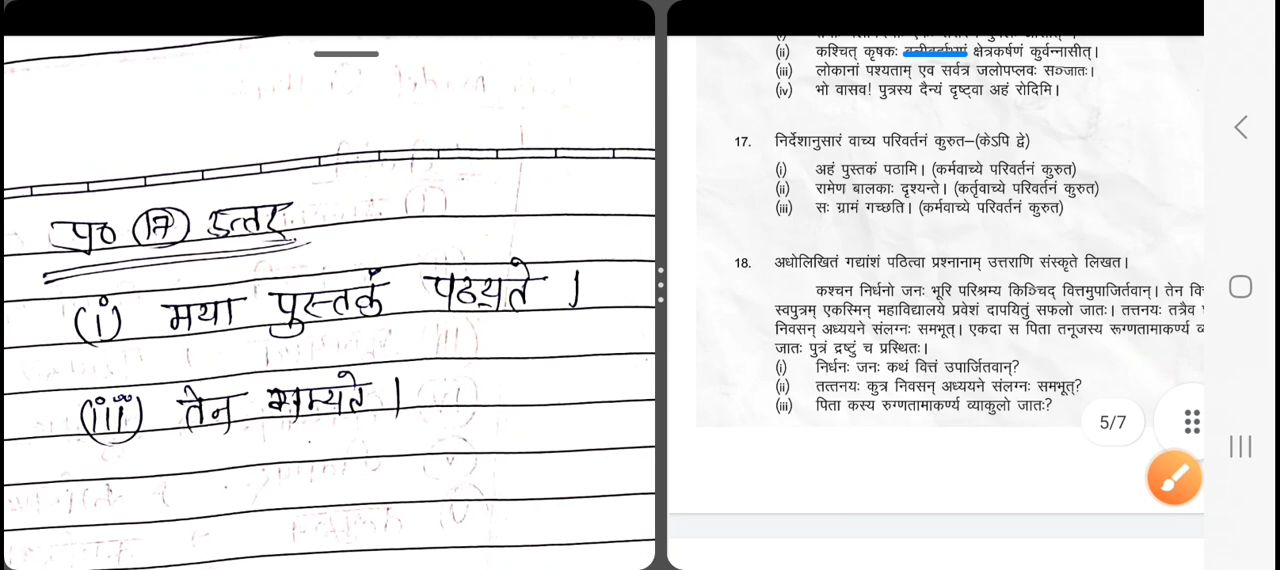 प्र० (17) उत्तर
(i) मया पुस्तकं पठ्यते ।
(iii) तेन गम्यते ।
(ii) कश्चित् कृषकः बलीवर्दाभ्यां क्षेत्रकर्षणं कुर्वन्नासीत्।
(iii) लोकानां पश्यताम् एव सर्वत्र जलोपप्लवः सञ्जातः।
(iv) भो वासव! पुत्रस्य दैन्यं दृष्ट्वा अहं रोदिमि।
17. निर्देशानुसारं वाच्य परिवर्तनं कुरुत–(केऽपि द्वे)
(i) अहं पुस्तकं पठामि। (कर्मवाच्ये परिवर्तनं कुरुत)
(ii) रामेण बालकाः दृश्यन्ते। (कर्तृवाच्ये परिवर्तनं कुरुत)
(iii) सः ग्रामं गच्छति। (कर्मवाच्ये परिवर्तनं कुरुत)
18. अधोलिखितं गद्यांशं पठित्वा प्रश्नानाम् उत्तराणि संस्कृते लिखत।
कश्चन निर्धनो जनः भूरि परिश्रम्य किञ्चिद् वित्तमुपार्जितवान्। तेन वि
स्वपुत्रम् एकस्मिन् महाविद्यालये प्रवेशं दापयितुं सफलो जातः। तत्तनयः तत्रैव
निवसन् अध्ययने संलग्नः समभूत्। एकदा स पिता तनूजस्य रूग्णतामाकर्ण्य व
जातः पुत्रं द्रष्टुं च प्रस्थितः।
(i) निर्धनः जनः कथं वित्तं उपार्जितवान्?
(ii) तत्तनयः कुत्र निवसन् अध्ययने संलग्नः समभूत्?
(iii) पिता कस्य रुग्णतामाकर्ण्य व्याकुलो जातः?
5/7